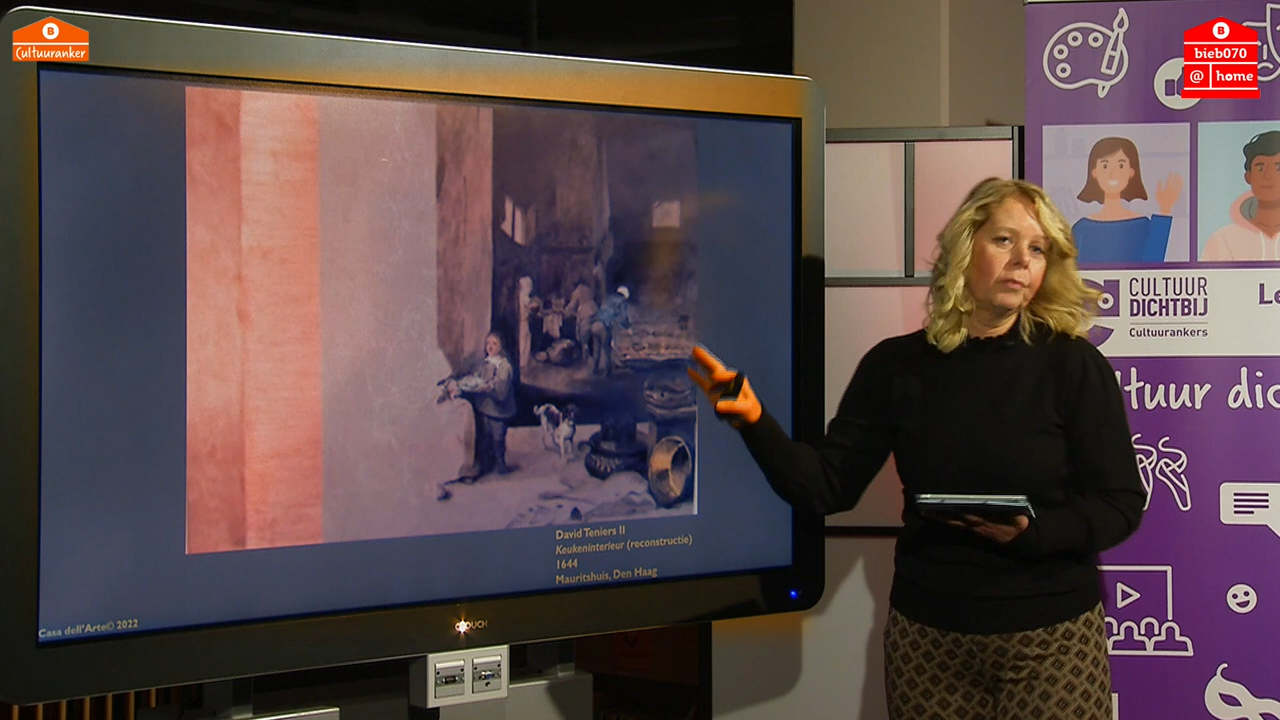 B
Cultuuranker
B
bieb070
@ home
CULTUUR
DICHTBIJ
Cultuurankers
Le
ltuur dic
David Teniers II
Keukeninterieur (reconstructie)
1644
Mauritshuis, Den Haag
Casa dell'Arte© 2022
CTOUCH